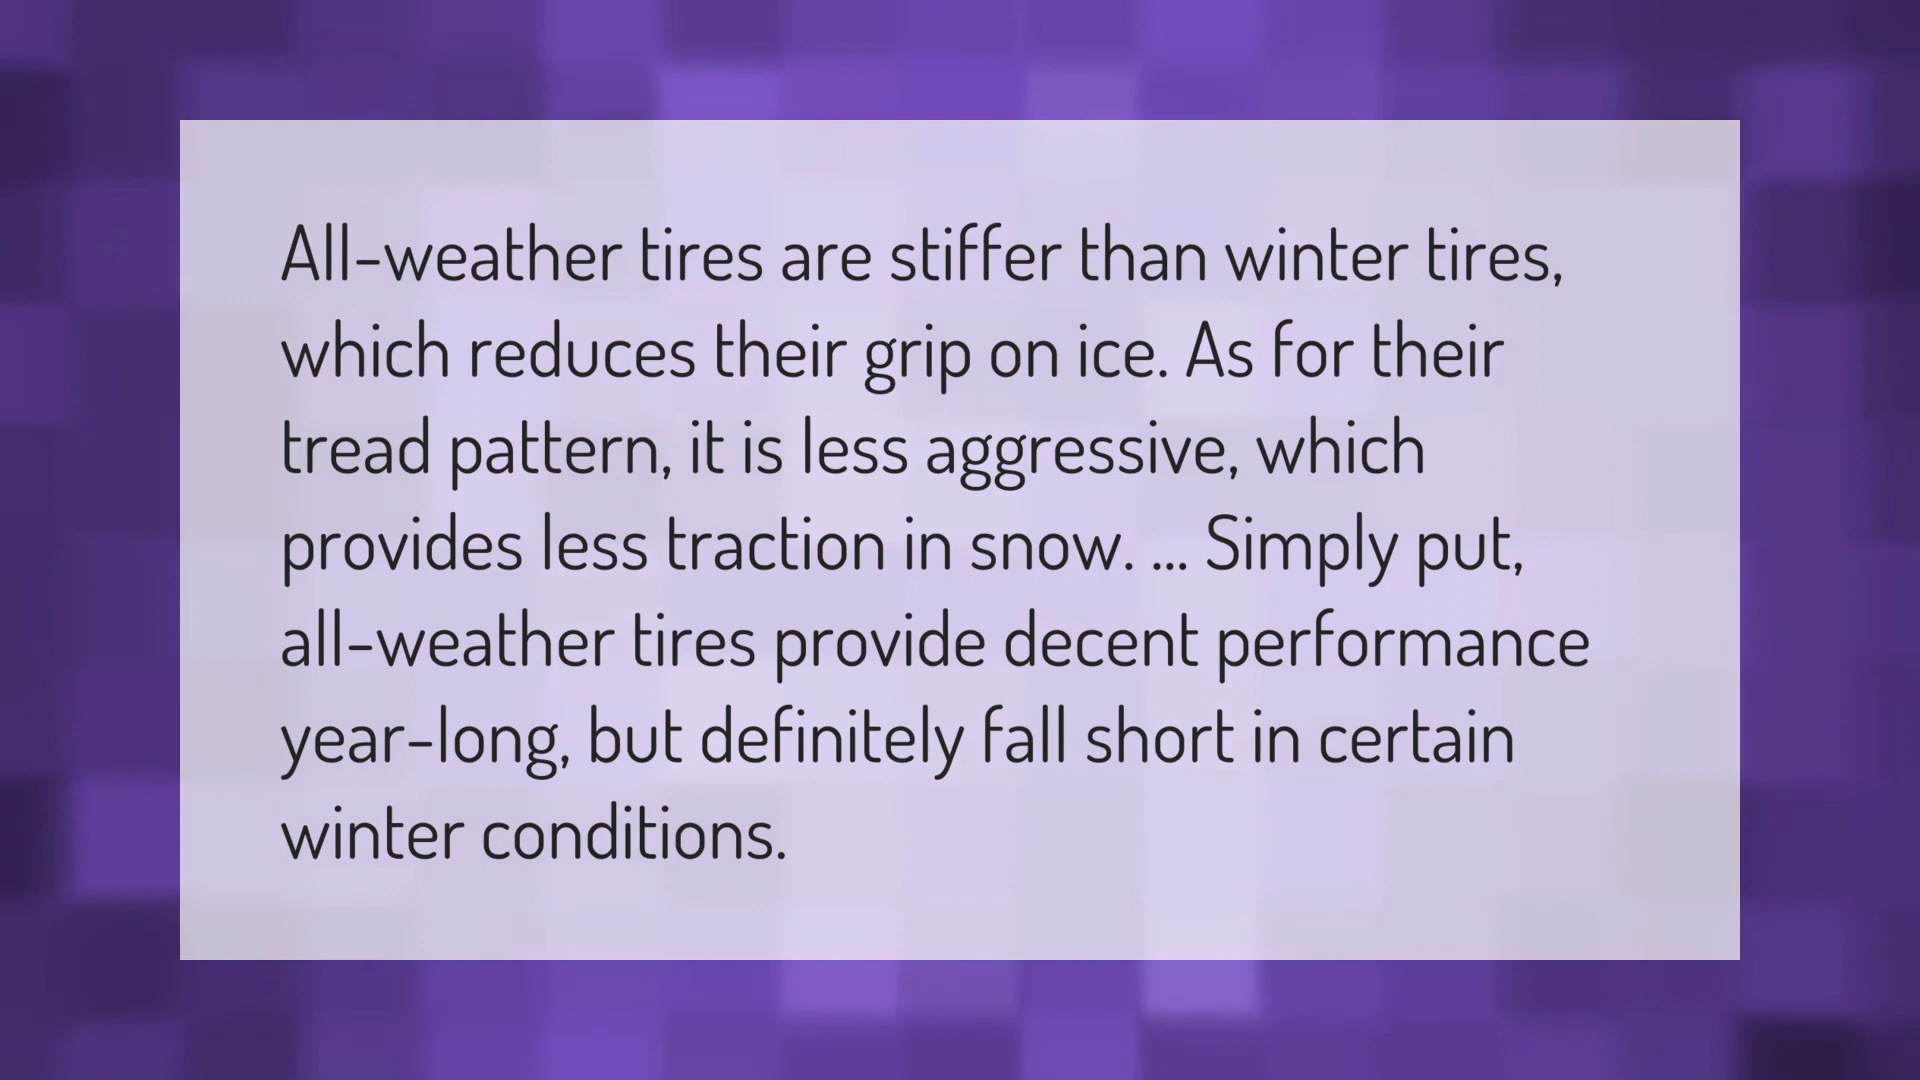 All-weather tires are stiffer than winter tires,
which reduces their grip on ice. As for their
tread pattern, it is less aggressive, which
provides less traction in snow. ... Simply put,
all-weather tires provide decent performance
year-long, but definitely fall short in certain
winter conditions.